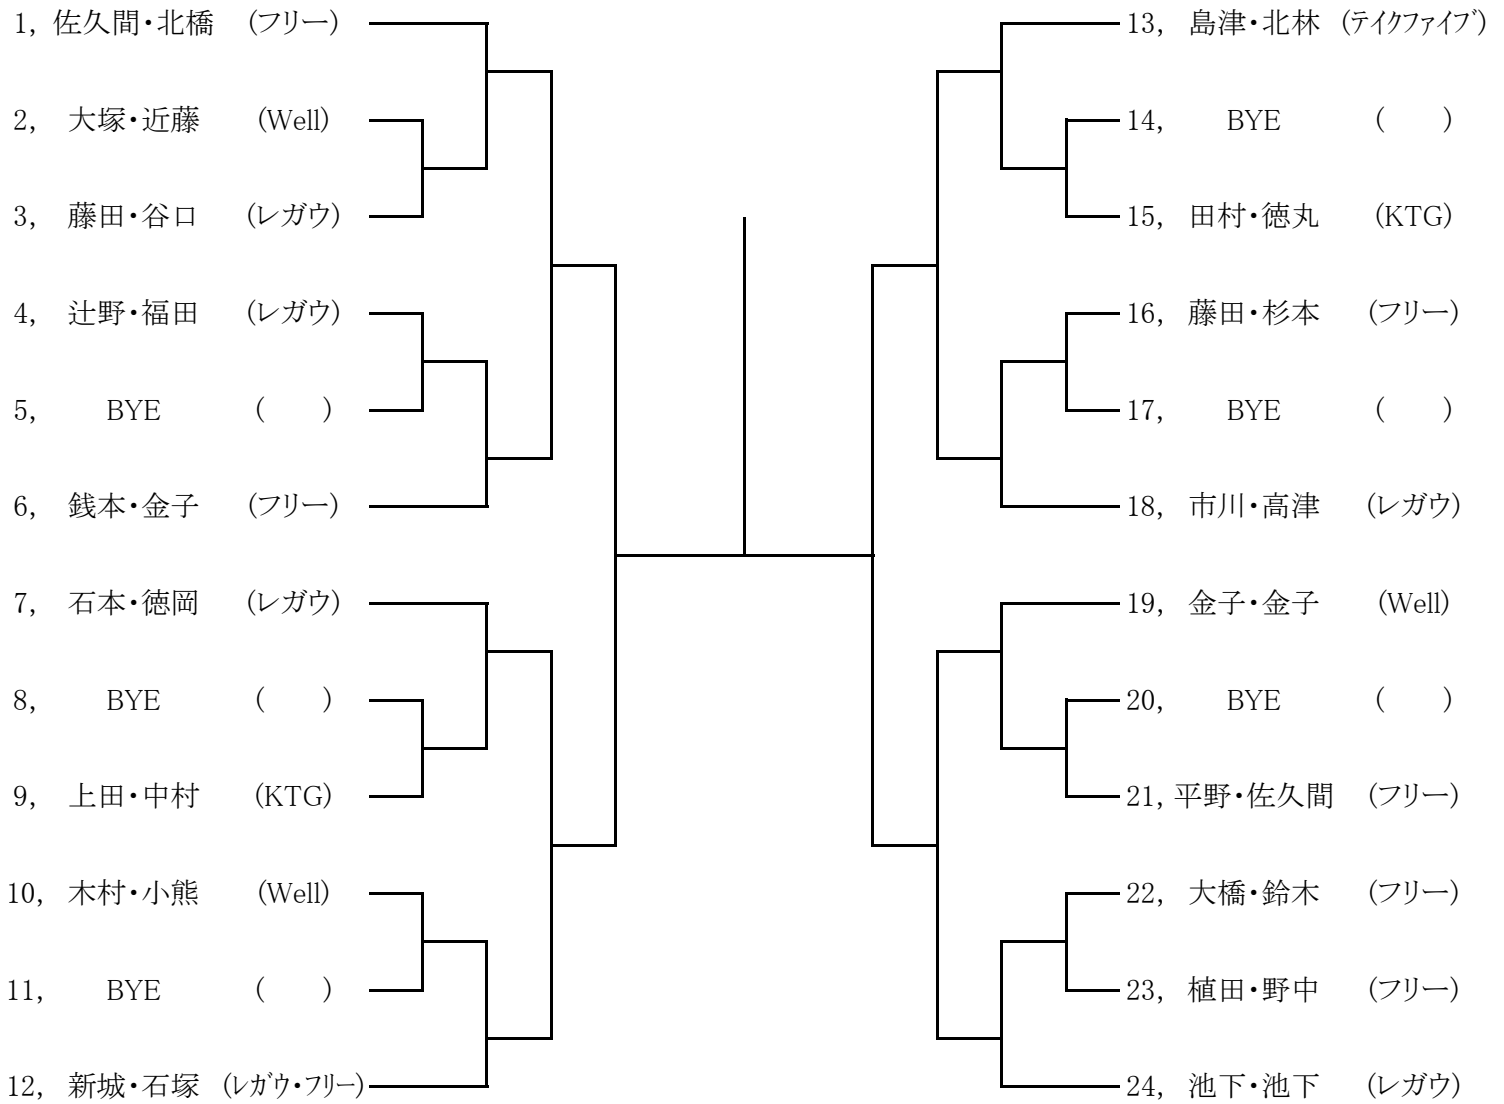 1, 佐久間・北橋 (フリー)
2, 大塚・近藤 (Well)
3, 藤田・谷口 (レガウ)
4, 辻野・福田 (レガウ)
5, BYE ( )
6, 銭本・金子 (フリー)
7, 石本・徳岡 (レガウ)
8, BYE ( )
9, 上田・中村 (KTG)
10, 木村・小熊 (Well)
11, BYE ( )
12, 新城・石塚 (レガウ・フリー)
13, 島津・北林 (テイクファイブ)
14, BYE ( )
15, 田村・徳丸 (KTG)
16, 藤田・杉本 (フリー)
17, BYE ( )
18, 市川・高津 (レガウ)
19, 金子・金子 (Well)
20, BYE ( )
21, 平野・佐久間 (フリー)
22, 大橋・鈴木 (フリー)
23, 植田・野中 (フリー)
24, 池下・池下 (レガウ)